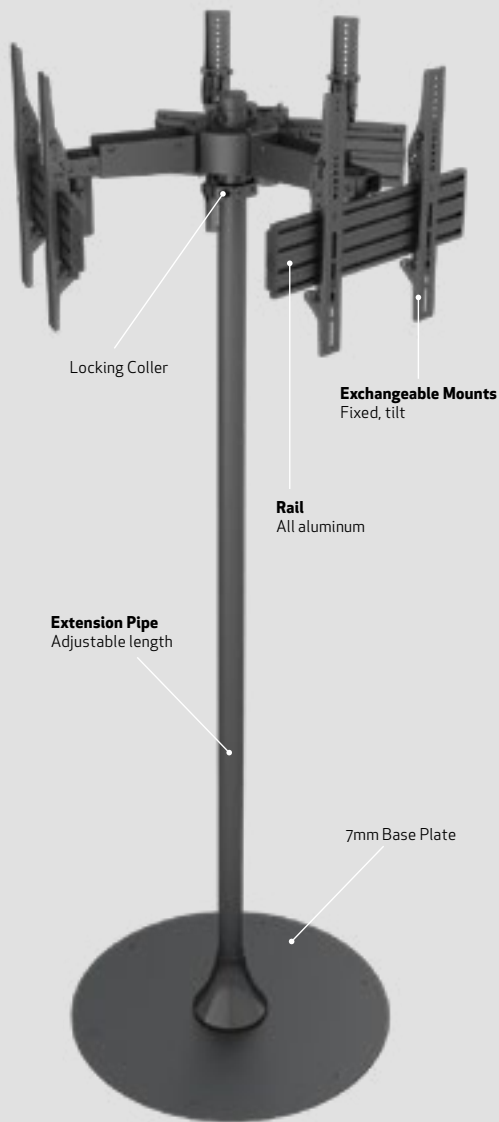 Locking Coller
Exchangeable Mounts
Fixed, tilt
Rail
All aluminum
Extension Pipe
Adjustable length
7mm Base Plate